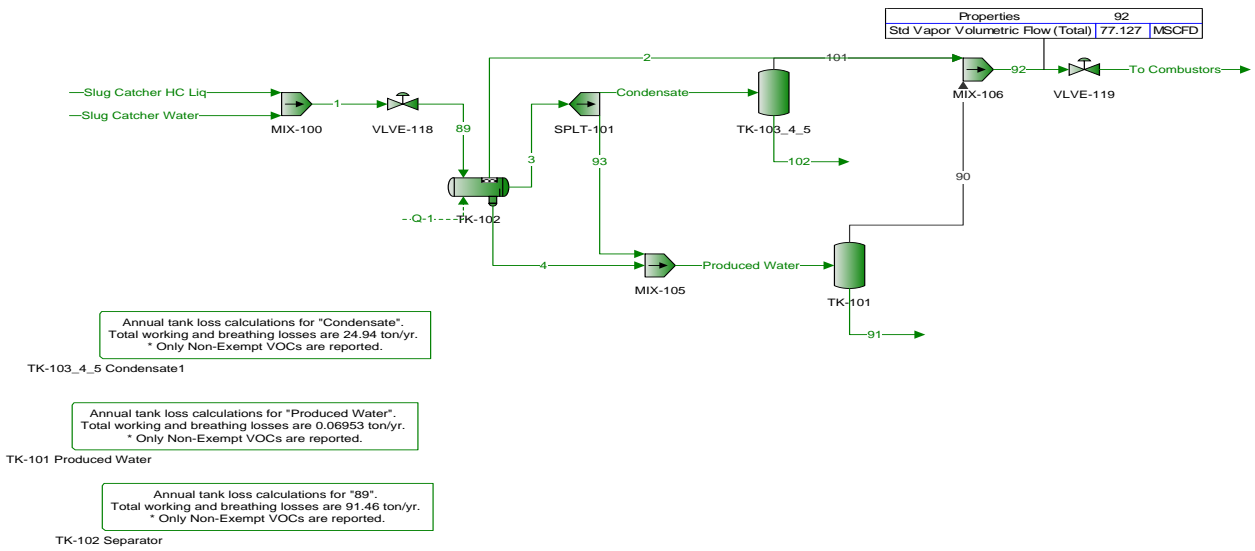 Properties 92
Std Vapor Volumetric Flow (Total) 77.127 MSCFD
2
101
92
To Combustors
MIX-106
VLVE-119
Slug Catcher HC Liq
Slug Catcher Water
1
MIX-100
VLVE-118
89
Condensate
SPLT-101
TK-103_4_5
3
93
102
90
Q-1
TK-102
4
Produced Water
MIX-105
TK-101
91
Annual tank loss calculations for "Condensate".
Total working and breathing losses are 24.94 ton/yr.
* Only Non-Exempt VOCs are reported.
TK-103_4_5 Condensate1
Annual tank loss calculations for "Produced Water".
Total working and breathing losses are 0.06953 ton/yr.
* Only Non-Exempt VOCs are reported.
TK-101 Produced Water
Annual tank loss calculations for "89".
Total working and breathing losses are 91.46 ton/yr.
* Only Non-Exempt VOCs are reported.
TK-102 Separator